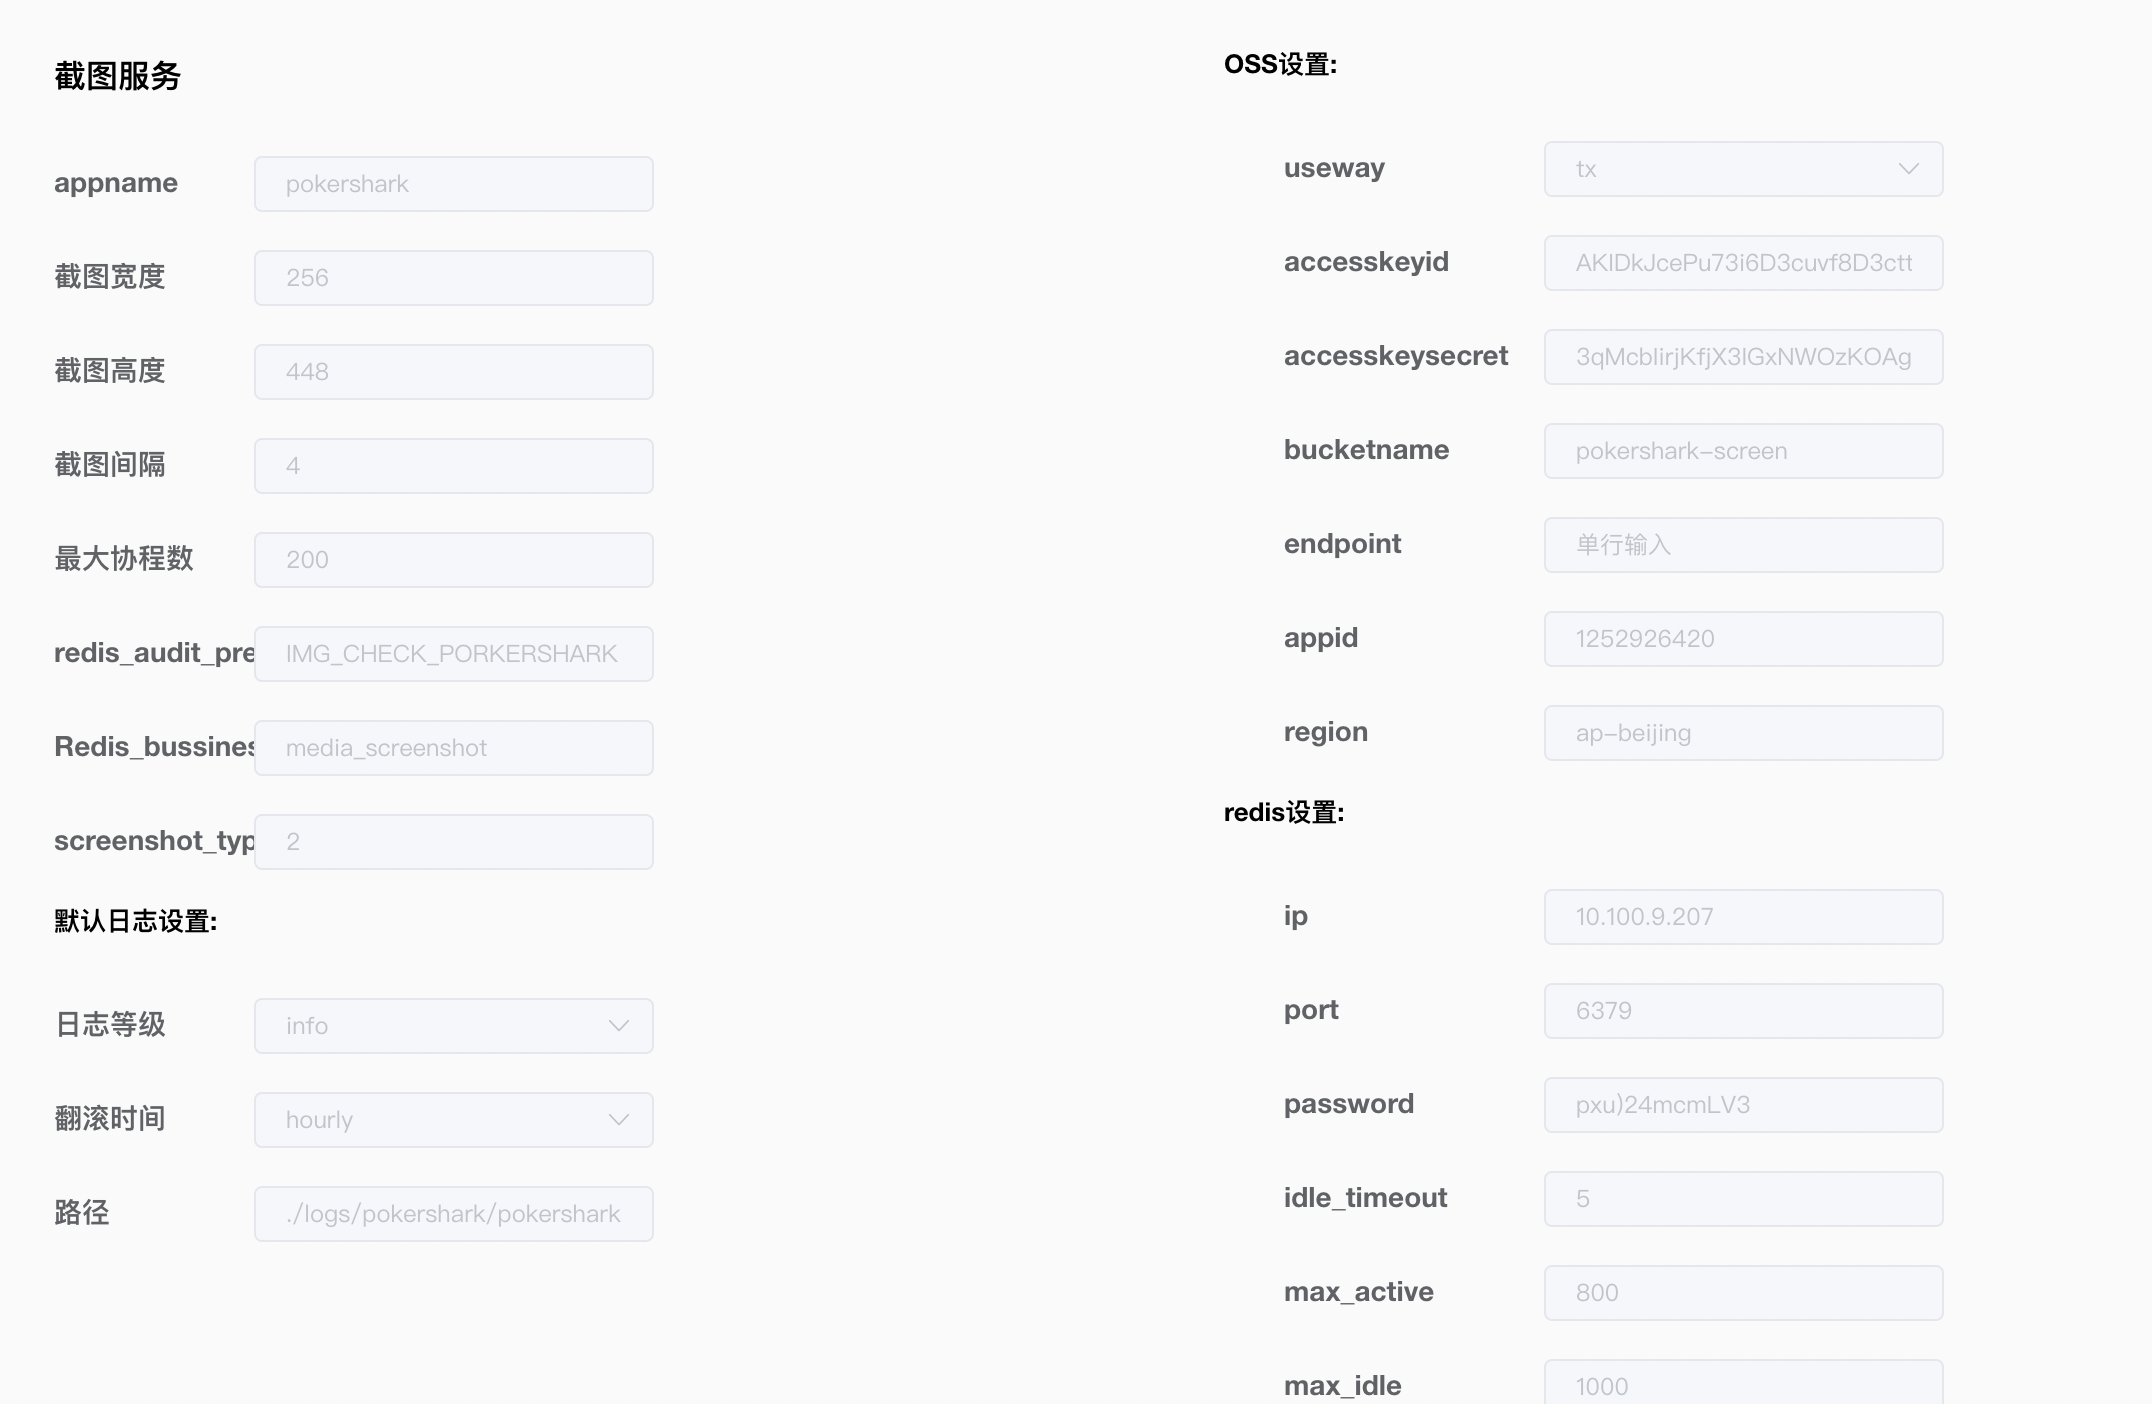 截图服务
appname
pokershark
截图宽度
256
截图高度
448
截图间隔
4
最大协程数
200
redis_audit_pre
IMG_CHECK_PORKERSHARK
Redis_bussines
media_screenshot
screenshot_typ
2
默认日志设置:
日志等级
info
翻滚时间
hourly
路径
./logs/pokershark/pokershark
OSS设置:
useway
tx
accesskeyid
AKIDkJcePu73i6D3cuvf8D3ctt
accesskeysecret
3qMcbIirjKfjX3IGxNWOzKOAg
bucketname
pokershark-screen
endpoint
单行输入
appid
1252926420
region
ap-beijing
redis设置:
ip
10.100.9.207
port
6379
password
pxu)24mcmLV3
idle_timeout
5
max_active
800
max_idle
1000